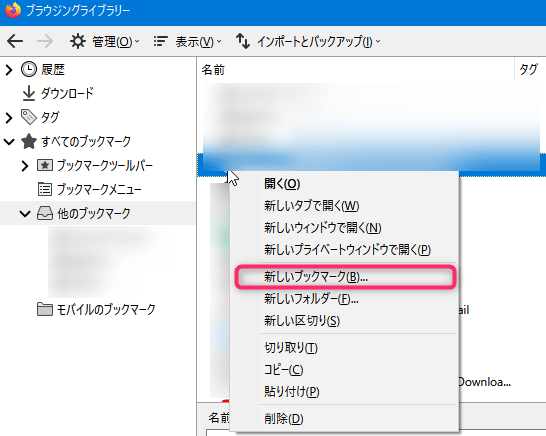 ブラウジングライブラリー
管理(O) 表示(V) インポートとバックアップ(I)
履歴
ダウンロード
タグ
すべてのブックマーク
ブックマークツールバー
ブックマークメニュー
他のブックマーク
モバイルのブックマーク
名前 タグ
開く(O)
新しいタブで開く(W)
新しいウィンドウで開く(N)
新しいプライベートウィンドウで開く(P)
新しいブックマーク(B)...
新しいフォルダー(F)...
新しい区切り(S)
切り取り(T)
コピー(C)
貼り付け(P)
削除(D)
ail
Downloa...
名前